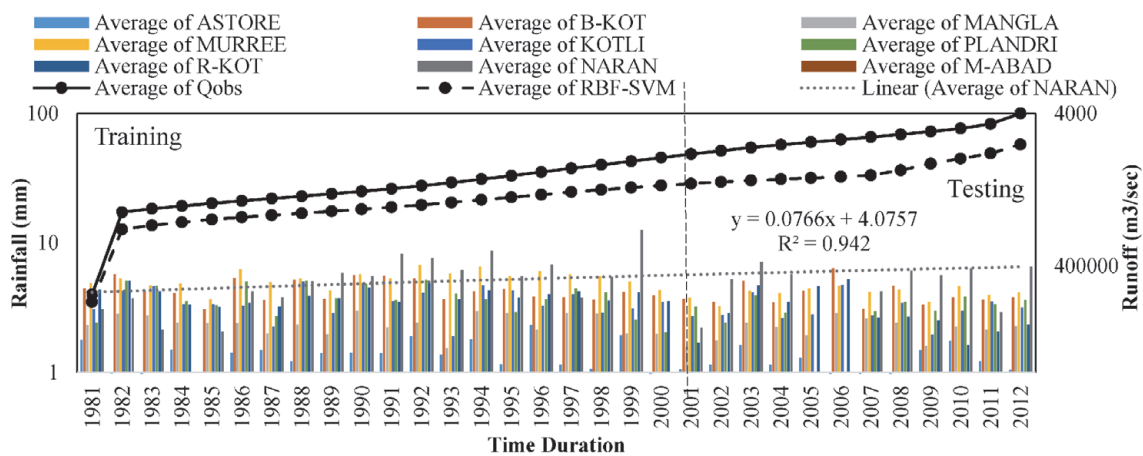 Average of ASTORE
Average of B-KOT
Average of MANGLA
Average of MURREE
Average of KOTLI
Average of PLANDRI
Average of R-KOT
Average of NARAN
Average of M-ABAD
Average of Qobs
Average of RBF-SVM
Linear (Average of NARAN)
100
10
1
Rainfall (mm)
Training
Testing
y = 0.0766x + 4.0757
R² = 0.942
4000
400000
Runoff (m3/sec)
1981
1982
1983
1984
1985
1986
1987
1988
1989
1990
1991
1992
1993
1994
1995
1996
1997
1998
1999
2000
2001
2002
2003
2004
2005
2006
2007
2008
2009
2010
2011
2012
Time Duration